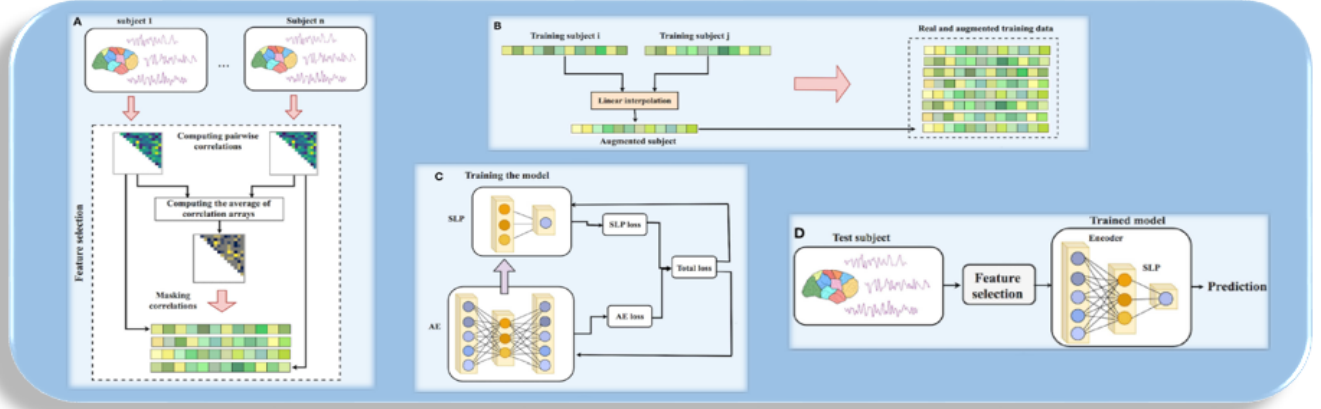 A
subject 1
Subject n
...
Computing pairwise
correlations
Computing the average of
correlation arrays
Masking
correlations
Feature selection
B
Training subject i
Training subject j
Linear interpolation
Augmented subject
Real and augmented training data
C
Training the model
SLP
SLP loss
Total loss
AE
AE loss
D
Test subject
Feature
selection
Trained model
Encoder
SLP
Prediction